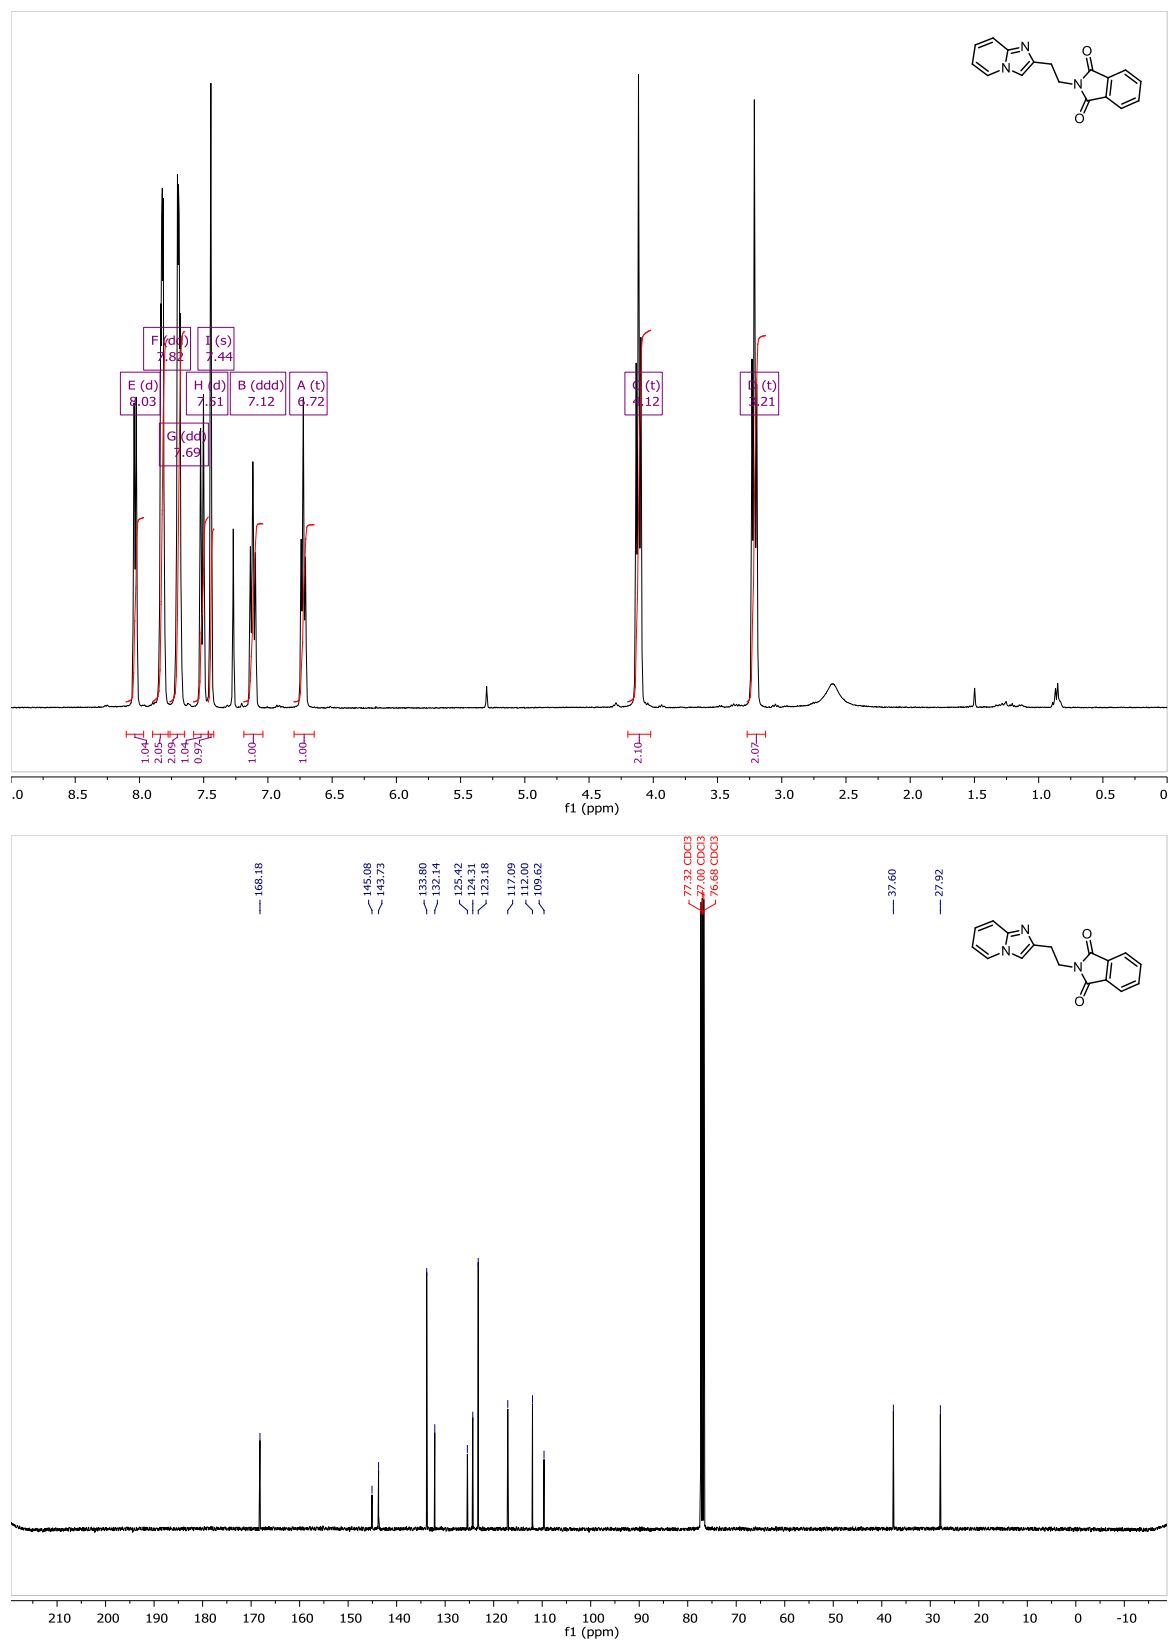 N
N
N
O
O
F (dd)
7.82
I (s)
7.44
E (d)
8.03
H (d)
7.51
B (ddd)
7.12
A (t)
6.72
C (t)
4.12
D (t)
3.21
G (dd)
7.69
1.04
2.05
2.09
1.04
0.97
1.00
1.00
2.10
2.07
.0 8.5 8.0 7.5 7.0 6.5 6.0 5.5 5.0 4.5 4.0 3.5 3.0 2.5 2.0 1.5 1.0 0.5 0
f1 (ppm)
168.18
145.08
143.73
133.80
132.14
125.42
124.31
123.18
117.09
112.00
109.62
77.32 CDCl3
77.00 CDCl3
76.68 CDCl3
37.60
27.92
N
N
N
O
O
210 200 190 180 170 160 150 140 130 120 110 100 90 80 70 60 50 40 30 20 10 0 -10
f1 (ppm)